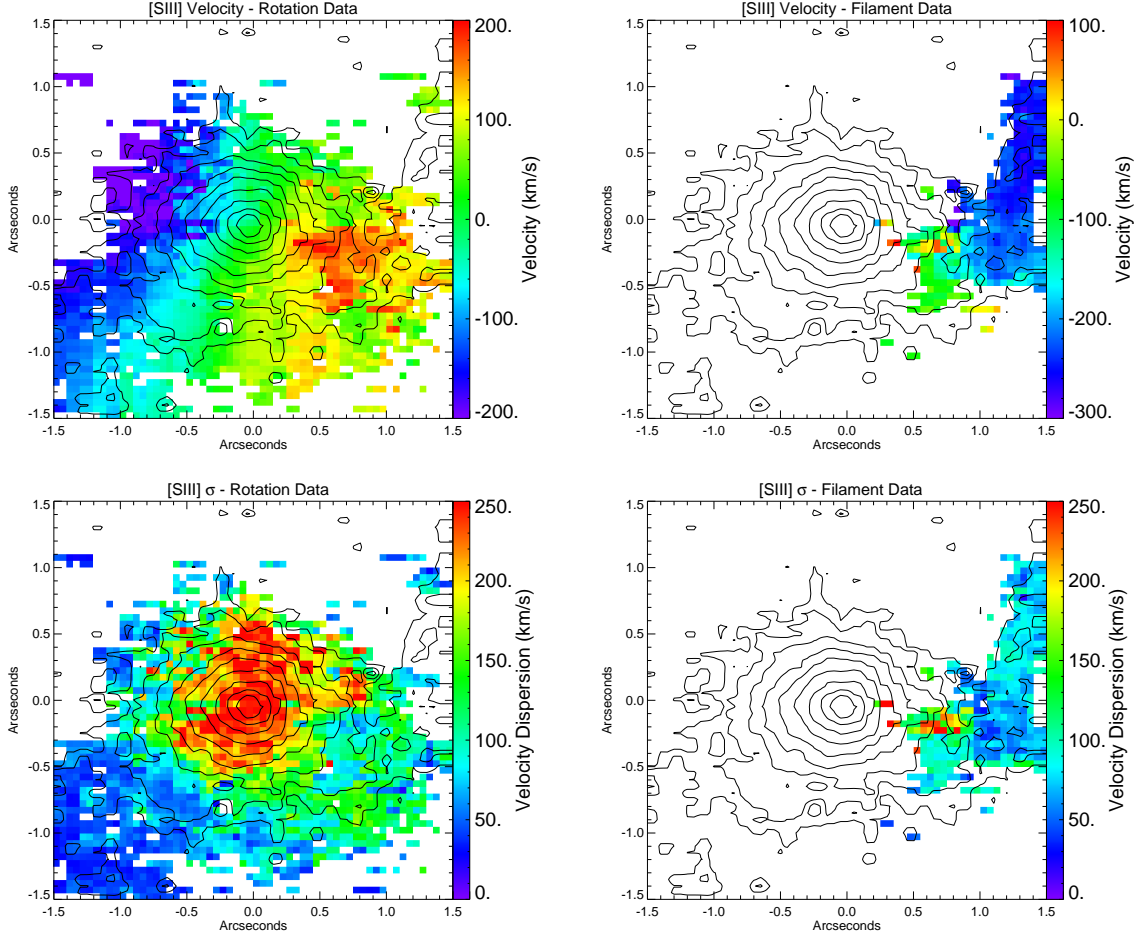 [SIII] Velocity - Rotation Data
1.5
1.0
0.5
0.0
-0.5
-1.0
-1.5
Arcseconds
-1.5 -1.0 -0.5 0.0 0.5 1.0 1.5
Arcseconds
200.
100.
0.
-100.
-200.
Velocity (km/s)
[SIII] Velocity - Filament Data
1.5
1.0
0.5
0.0
-0.5
-1.0
-1.5
Arcseconds
-1.5 -1.0 -0.5 0.0 0.5 1.0 1.5
Arcseconds
100.
0.
-100.
-200.
-300.
Velocity (km/s)
[SIII] σ - Rotation Data
1.5
1.0
0.5
0.0
-0.5
-1.0
-1.5
Arcseconds
-1.5 -1.0 -0.5 0.0 0.5 1.0 1.5
Arcseconds
250.
200.
150.
100.
50.
0.
Velocity Dispersion (km/s)
[SIII] σ - Filament Data
1.5
1.0
0.5
0.0
-0.5
-1.0
-1.5
Arcseconds
-1.5 -1.0 -0.5 0.0 0.5 1.0 1.5
Arcseconds
250.
200.
150.
100.
50.
0.
Velocity Dispersion (km/s)